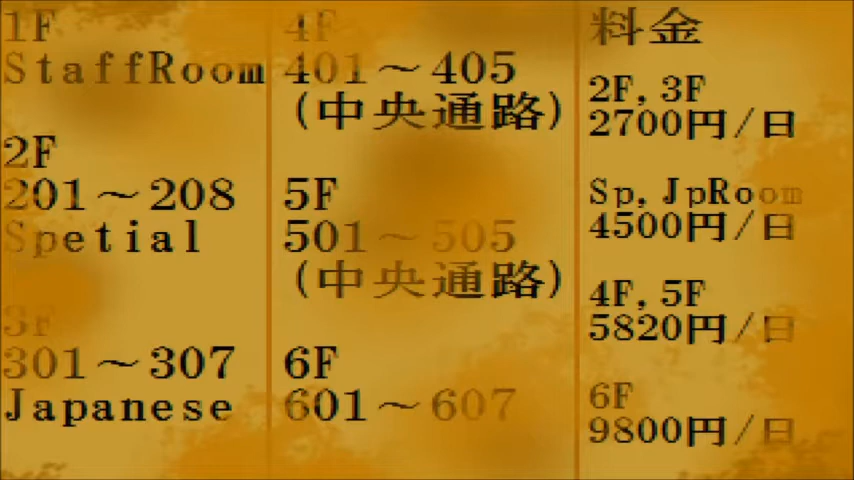 1F
StaffRoom
2F
201～208
Spetial
3F
301～307
Japanese
4F
401～405
(中央通路)
5F
501～505
(中央通路)
6F
601～607
料金
2F,3F
2700円/日
Sp,JpRoom
4500円/日
4F,5F
5820円/日
6F
9800円/日